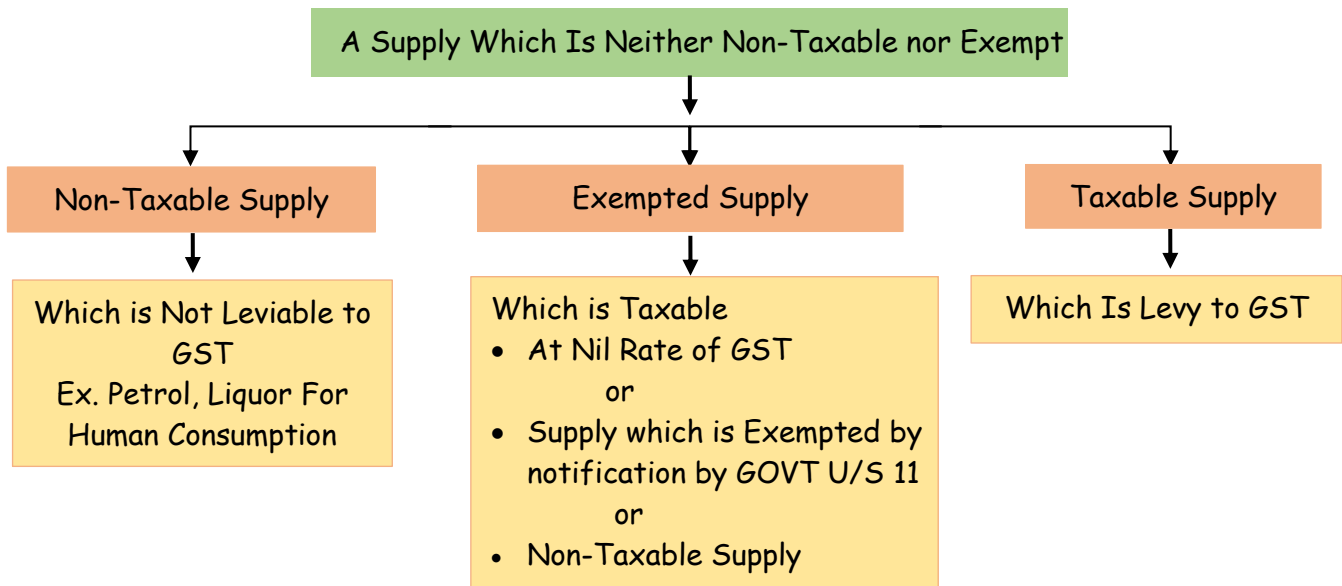 A Supply Which Is Neither Non-Taxable nor Exempt
Non-Taxable Supply
Exempted Supply
Taxable Supply
Which is Not Leviable to
GST
Ex. Petrol, Liquor For
Human Consumption
Which is Taxable
• At Nil Rate of GST
or
• Supply which is Exempted by
notification by GOVT U/S 11
or
• Non-Taxable Supply
Which Is Levy to GST